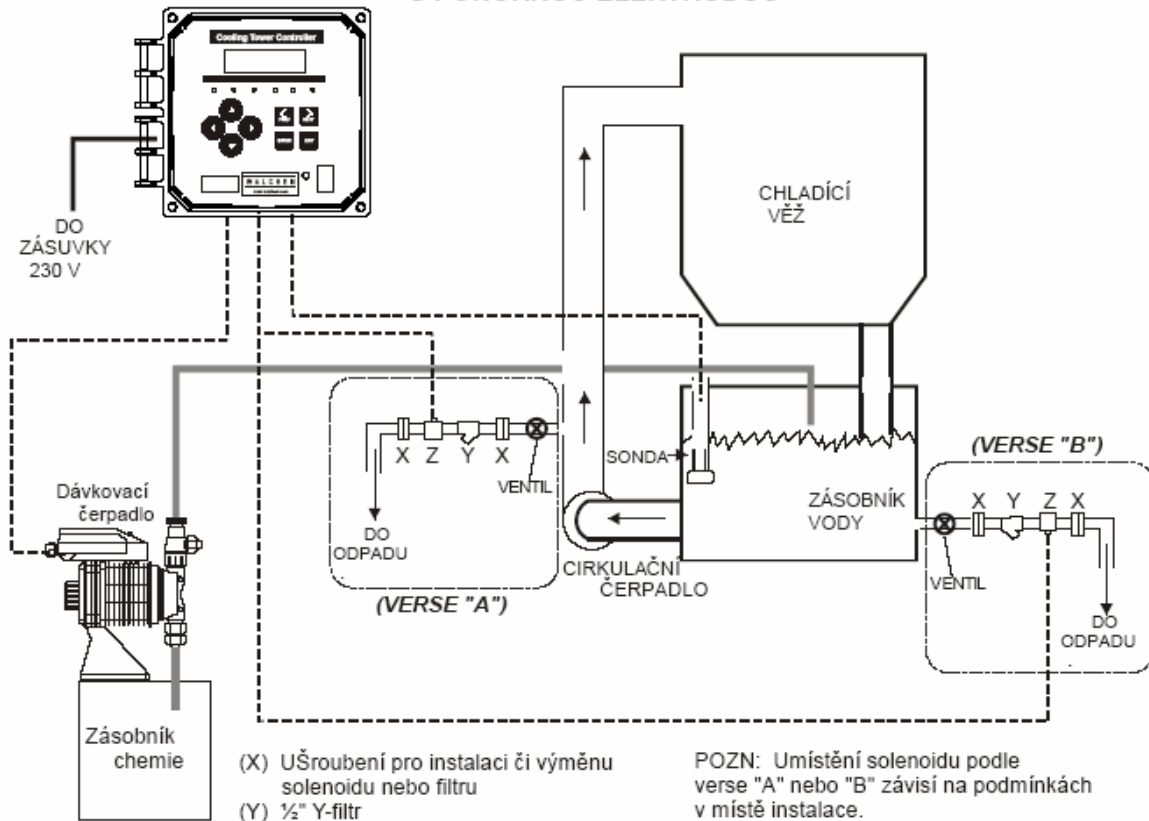 Cooling Tower Controller
WALCHEM
DO
ZÁSUVKY
230 V
CHLADÍCÍ
VĚŽ
X Z Y X
VENTIL
DO
ODPADU
(VERSE "A")
SONDA
ZÁSOBNÍK
VODY
CIRKULAČNÍ
ČERPADLO
(VERSE "B")
X Y Z X
VENTIL
DO
ODPADU
Dávkovací
čerpadlo
Zásobník
chemie
(X) UŠroubení pro instalaci či výměnu
solenoidu nebo filtru
(Y) ½" Y-filtr
POZN: Umístění solenoidu podle
verse "A" nebo "B" závisí na podmínkách
v místě instalace.